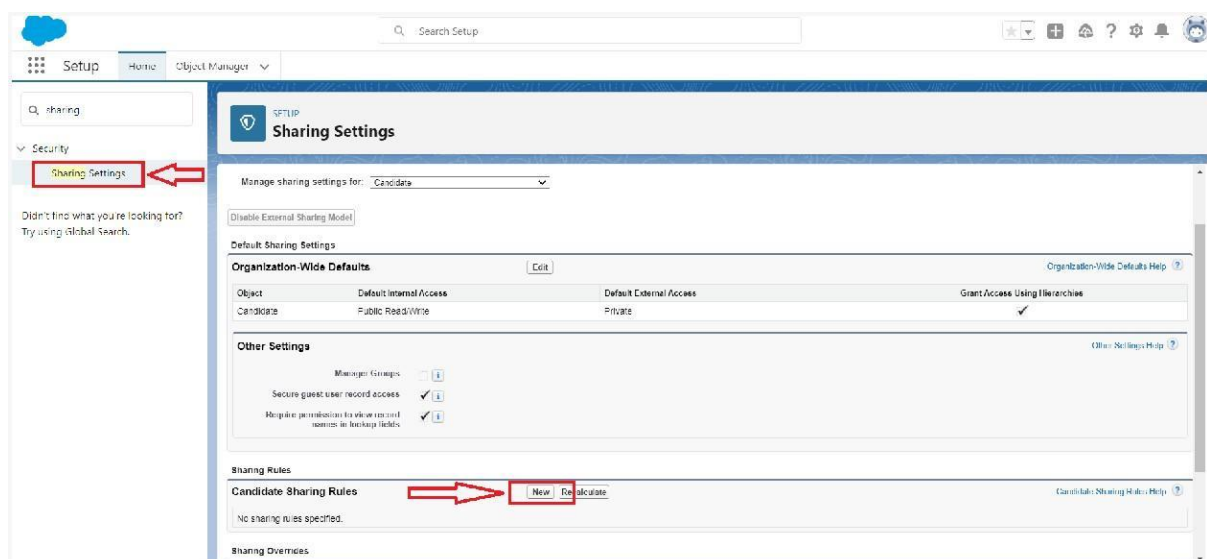 Search Setup
Setup Home Object Manager
sharing
Security
Sharing Settings
Didn't find what you're looking for?
Try using Global Search.
SETUP
Sharing Settings
Manage sharing settings for: Candidate
Disable External Sharing Model
Default Sharing Settings
Organization-Wide Defaults Edit Organization-Wide Defaults Help ?
Object Default Internal Access Default External Access Grant Access Using Hierarchies
Candidate Public Read/Write Private
Other Settings Other Settings Help ?
Manager Groups i
Secure guest user record access i
Require permission to view record i
names in lookup fields
Sharing Rules
Candidate Sharing Rules New Recalculate Candidate Sharing Rules Help ?
No sharing rules specified.
Sharing Overrides